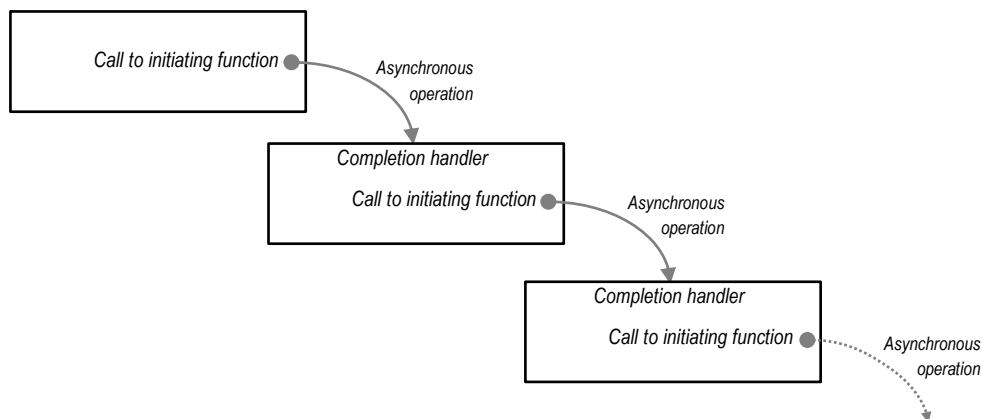 Call to initiating function
Asynchronous
operation
Completion handler
Call to initiating function
Asynchronous
operation
Completion handler
Call to initiating function
Asynchronous
operation